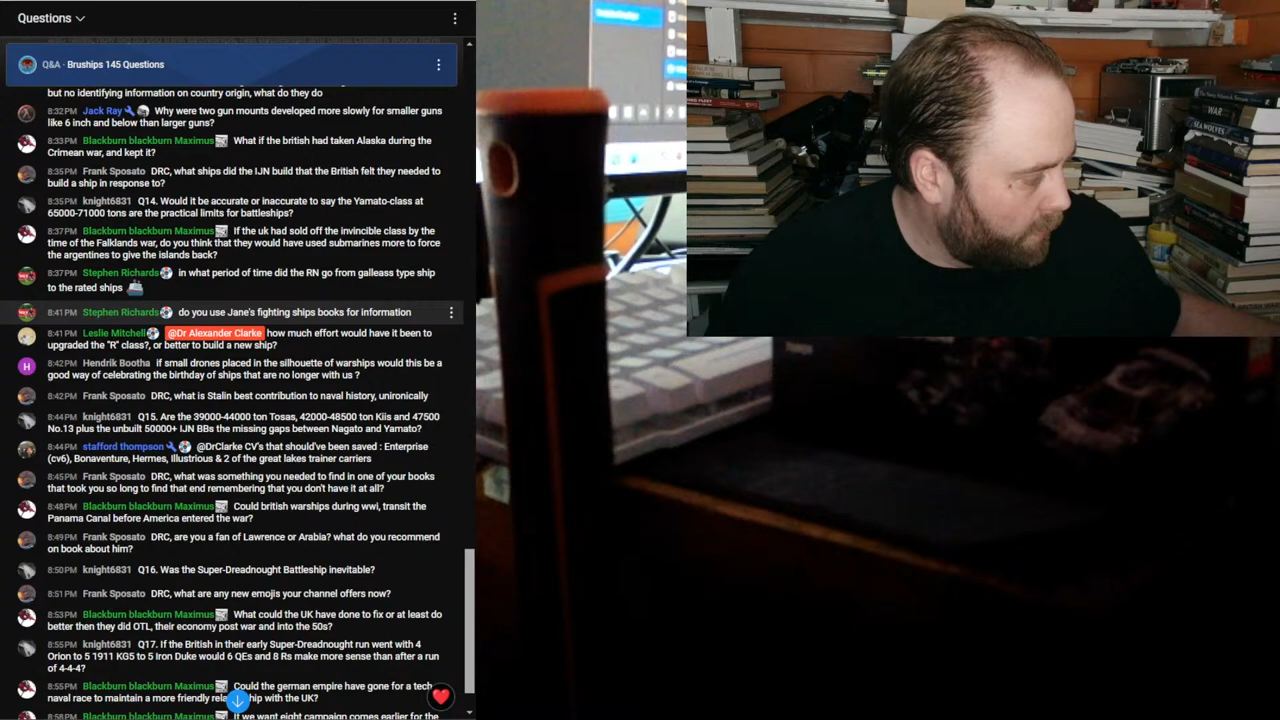 Questions
Q&A · Bruships 145 Questions
but no identifying information on country origin, what do they
do
8:32 PM Jack Ray Why were two gun mounts developed more slowly for smaller guns
like 6 inch and below than larger guns?
8:33 PM Blackburn blackburn Maximus What if the british had taken Alaska during the
Crimean war, and kept it?
8:35 PM Frank Sposato DRC, what ships did the IJN build that the British felt they needed to
build a ship in response to?
8:35 PM knight6831 Q14. Would it be accurate or inaccurate to say the Yamato-class at
65000-71000 tons are the practical limits for battleships?
8:37 PM Blackburn blackburn Maximus If the uk had sold off the invincible class by the
time of the Falklands war, do you think that they would have used submarines more to force
the argentines to give the islands back?
8:37 PM Stephen Richards in what period of time did the RN go from galleass type ship
to the rated ships
8:41 PM Stephen Richards do you use Jane's fighting ships books for information
8:41 PM Leslie Mitchell @Dr Alexander Clarke how much effort would have it been to
upgraded the "R" class?, or better to build a new ship?
H 8:42 PM Hendrik Bootha if small drones placed in the silhouette of warships would this be a
good way of celebrating the birthday of ships that are no longer with us ?
8:42 PM Frank Sposato DRC, what is Stalin best contribution to naval history, unironically
8:44 PM knight6831 Q15. Are the 39000-44000 ton Tosas, 42000-48500 ton Kiis and 47500
No.13 plus the unbuilt 50000+ IJN BBs the missing gaps between Nagato and Yamato?
8:44 PM stafford thompson @DrClarke CV's that should've been saved : Enterprise
(cv6), Bonaventure, Hermes, Illustrious & 2 of the great lakes trainer carriers
8:45 PM Frank Sposato DRC, what was something you needed to find in one of your books
that took you so long to find that end remembering that you don't have it at all?
8:48 PM Blackburn blackburn Maximus Could british warships during wwi, transit the
Panama Canal before America entered the war?
8:49 PM Frank Sposato DRC, are you a fan of Lawrence or Arabia? what do you recommend
on book about him?
8:50 PM knight6831 Q16. Was the Super-Dreadnought Battleship inevitable?
8:51 PM Frank Sposato DRC, what are any new emojis your channel offers now?
8:53 PM Blackburn blackburn Maximus What could the UK have done to fix or at least do
better then they did OTL, their economy post war and into the 50s?
8:55 PM knight6831 Q17. If the British in their early Super-Dreadnought run went with 4
Orion to 5 1911 KG5 to 5 Iron Duke would 6 QEs and 8 Rs make more sense than after a run
of 4-4-4?
8:55 PM Blackburn blackburn Maximus Could the german empire have gone for a tech
naval race to maintain a more friendly ship with the UK?
8:58 PM Blackburn blackburn Maximus If we want eight campaign comes earlier for the
WAR
SEA WOLVES